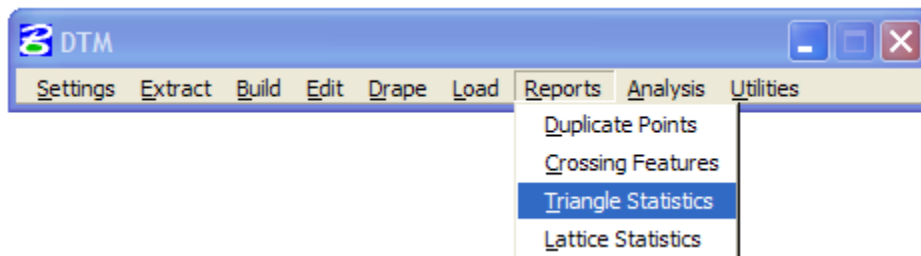 DTM
Settings Extract Build Edit Drape Load Reports Analysis Utilities
Duplicate Points
Crossing Features
Triangle Statistics
Lattice Statistics